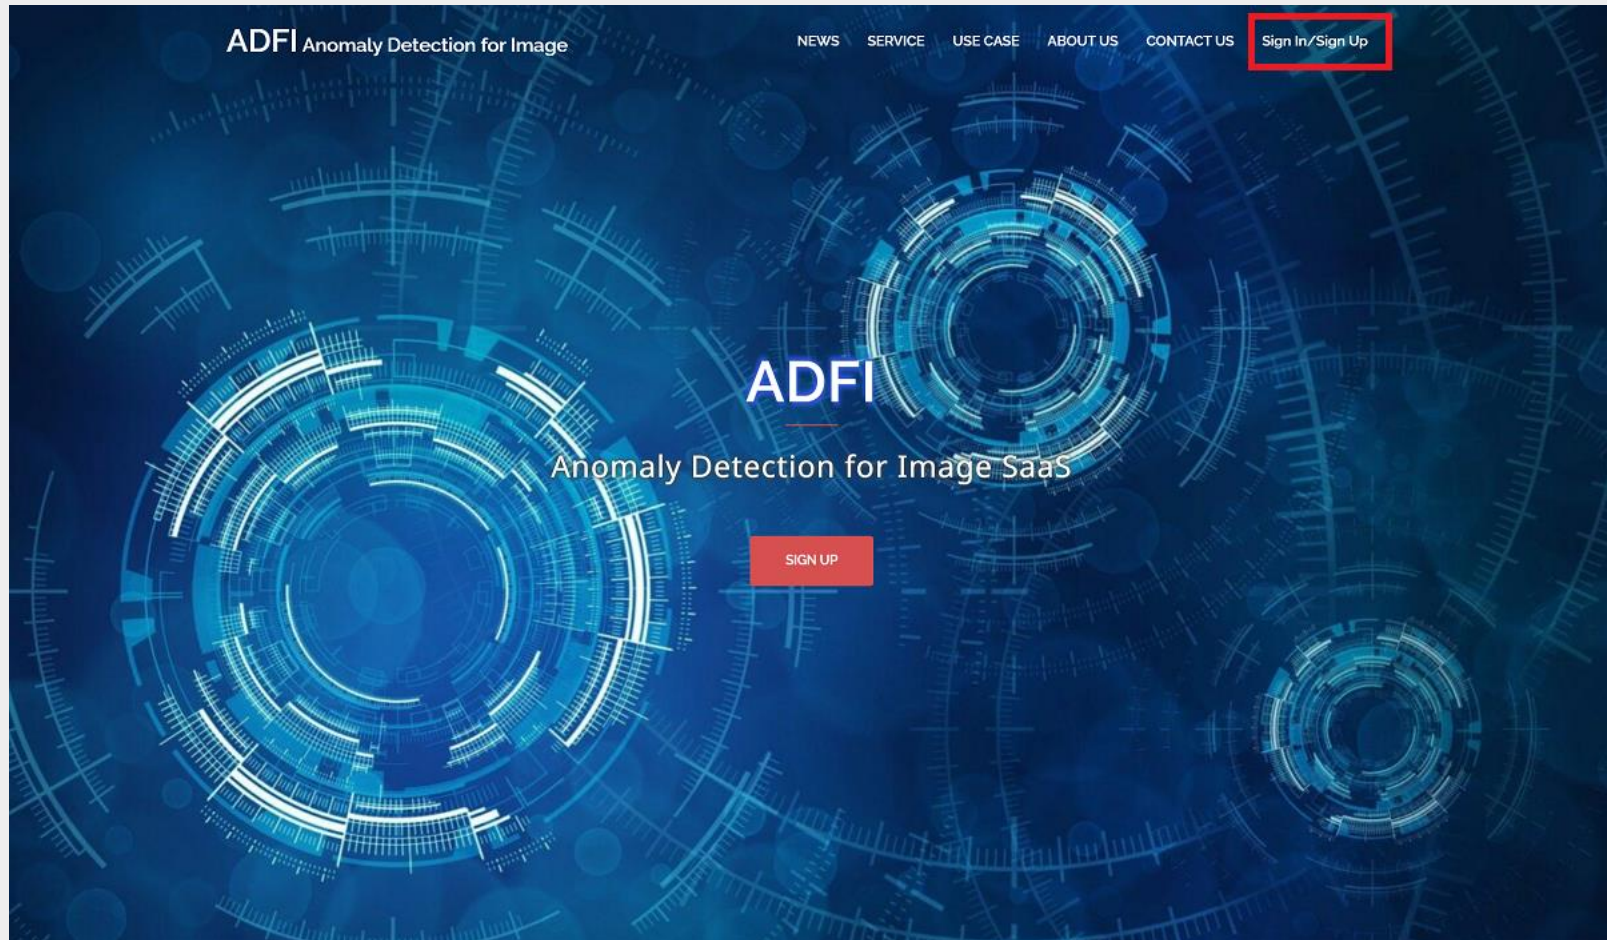 ADFI Anomaly Detection for Image
NEWS SERVICE USE CASE ABOUT US CONTACT US Sign In/Sign Up
ADFI
Anomaly Detection for Image SaaS
SIGN UP